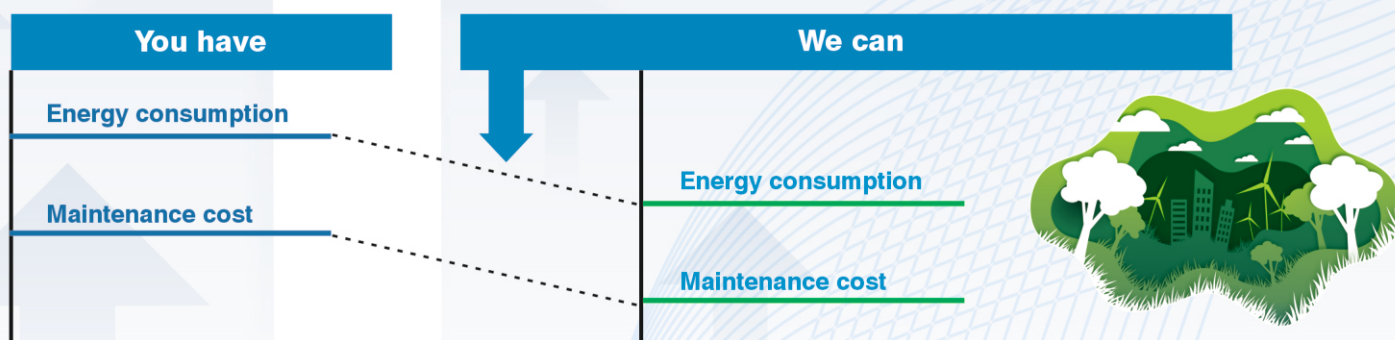 You have
Energy consumption
Maintenance cost
We can
Energy consumption
Maintenance cost